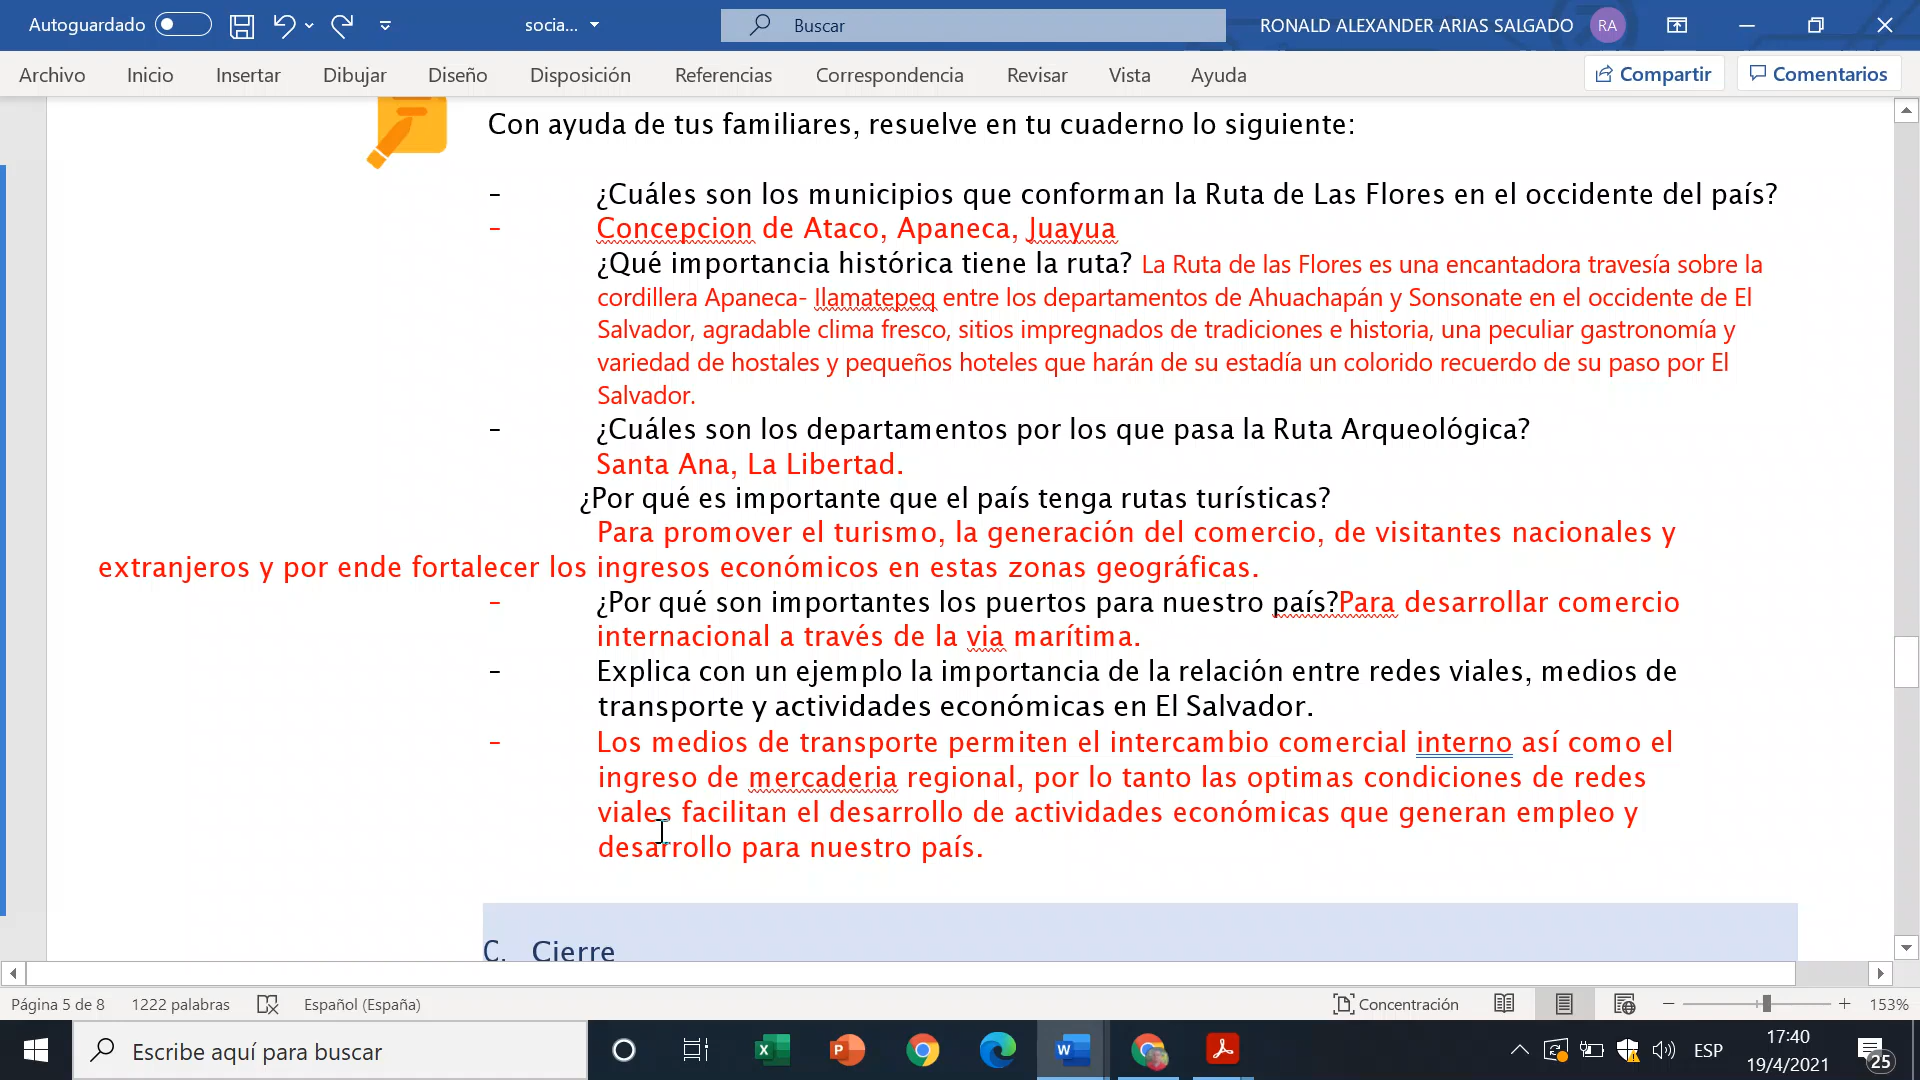 Autoguardado
socia...
Buscar
RONALD ALEXANDER ARIAS SALGADO
RA
Archivo Inicio Insertar Dibujar Diseño Disposición Referencias Correspondencia Revisar Vista Ayuda Compartir Comentarios
Con ayuda de tus familiares, resuelve en tu cuaderno lo siguiente:
- ¿Cuáles son los municipios que conforman la Ruta de Las Flores en el occidente del país?
- Concepcion de Ataco, Apaneca, Juayua
¿Qué importancia histórica tiene la ruta? La Ruta de las Flores es una encantadora travesía sobre la
cordillera Apaneca- Ilamatepeq entre los departamentos de Ahuachapán y Sonsonate en el occidente de El
Salvador, agradable clima fresco, sitios impregnados de tradiciones e historia, una peculiar gastronomía y
variedad de hostales y pequeños hoteles que harán de su estadía un colorido recuerdo de su paso por El
Salvador.
- ¿Cuáles son los departamentos por los que pasa la Ruta Arqueológica?
Santa Ana, La Libertad.
¿Por qué es importante que el país tenga rutas turísticas?
Para promover el turismo, la generación del comercio, de visitantes nacionales y
extranjeros y por ende fortalecer los ingresos económicos en estas zonas geográficas.
- ¿Por qué son importantes los puertos para nuestro país?Para desarrollar comercio
internacional a través de la via marítima.
- Explica con un ejemplo la importancia de la relación entre redes viales, medios de
transporte y actividades económicas en El Salvador.
- Los medios de transporte permiten el intercambio comercial interno así como el
ingreso de mercaderia regional, por lo tanto las optimas condiciones de redes
viales facilitan el desarrollo de actividades económicas que generan empleo y
desarrollo para nuestro país.
C. Cierre
Página 5 de 8 1222 palabras Español (España) Concentración 153%
Escribe aquí para buscar
ESP
17:40
19/4/2021
25